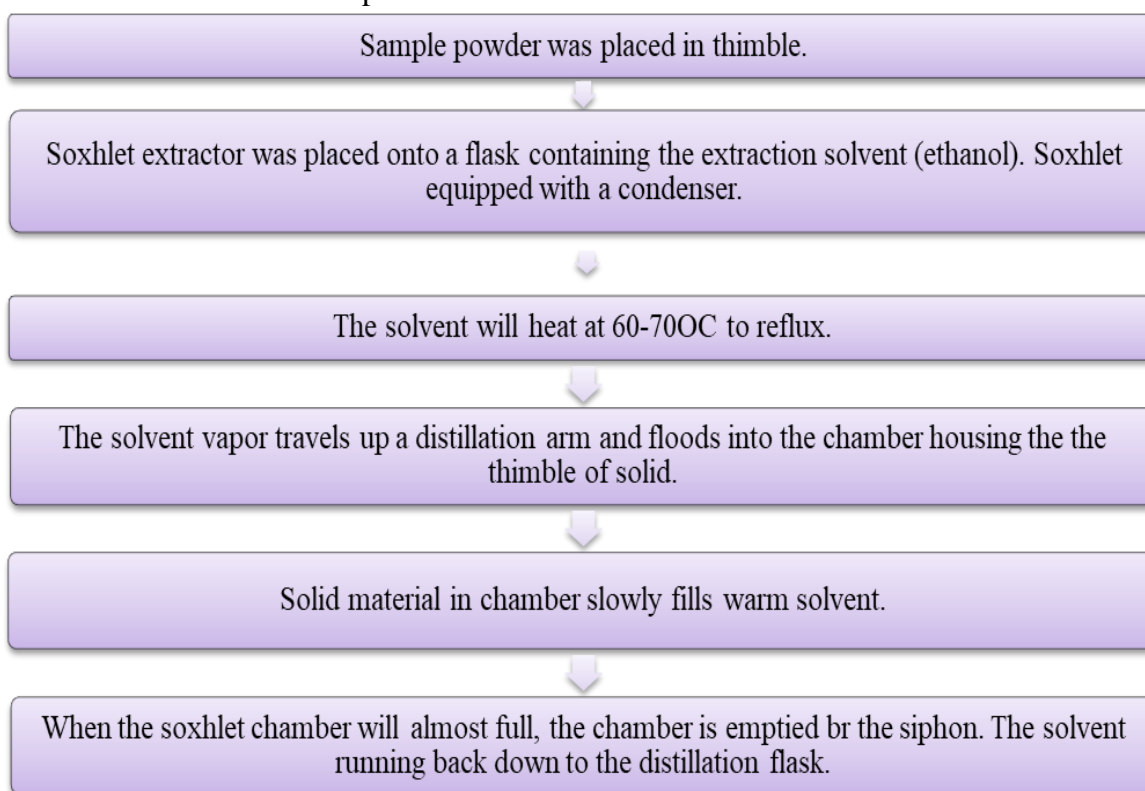 Sample powder was placed in thimble.
Soxhlet extractor was placed onto a flask containing the extraction solvent (ethanol). Soxhlet
equipped with a condenser.
The solvent will heat at 60-70OC to reflux.
The solvent vapor travels up a distillation arm and floods into the chamber housing the the
thimble of solid.
Solid material in chamber slowly fills warm solvent.
When the soxhlet chamber will almost full, the chamber is emptied br the siphon. The solvent
running back down to the distillation flask.